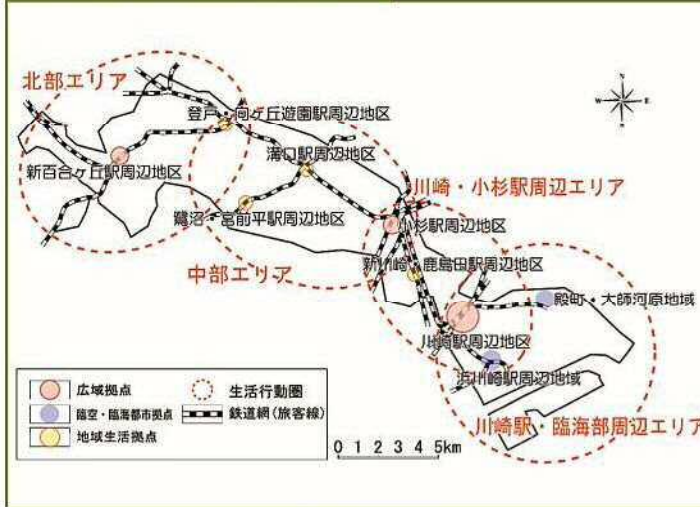 北部エリア
登戸・向ヶ丘遊園駅周辺地区
N
W E
S
溝口駅周辺地区
新百合ヶ丘駅周辺地区
川崎・小杉駅周辺エリア
鷺沼・宮前平駅周辺地区
小杉駅周辺地区
中部エリア
新川崎・鹿島田駅周辺地区
殿町・大師河原地域
川崎駅周辺地区
浜川崎駅周辺地域
広域拠点
生活行動圏
臨空・臨海都市拠点
鉄道網(旅客線)
地域生活拠点
川崎駅・臨海部周辺エリア
0 1 2 3 4 5km